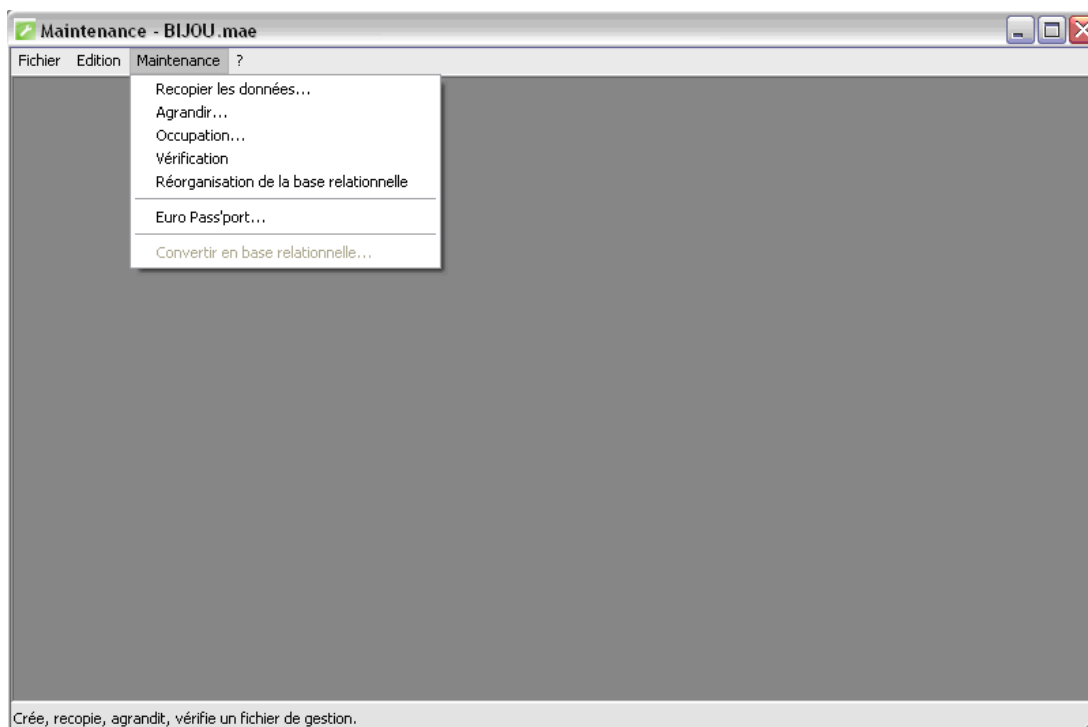 Maintenance - BIJOU.mae
Fichier Edition Maintenance ?
Recopier les données...
Agrandir...
Occupation...
Vérification
Réorganisation de la base relationnelle
Euro Pass'port...
Convertir en base relationnelle...
Crée, recopie, agrandit, vérifie un fichier de gestion.